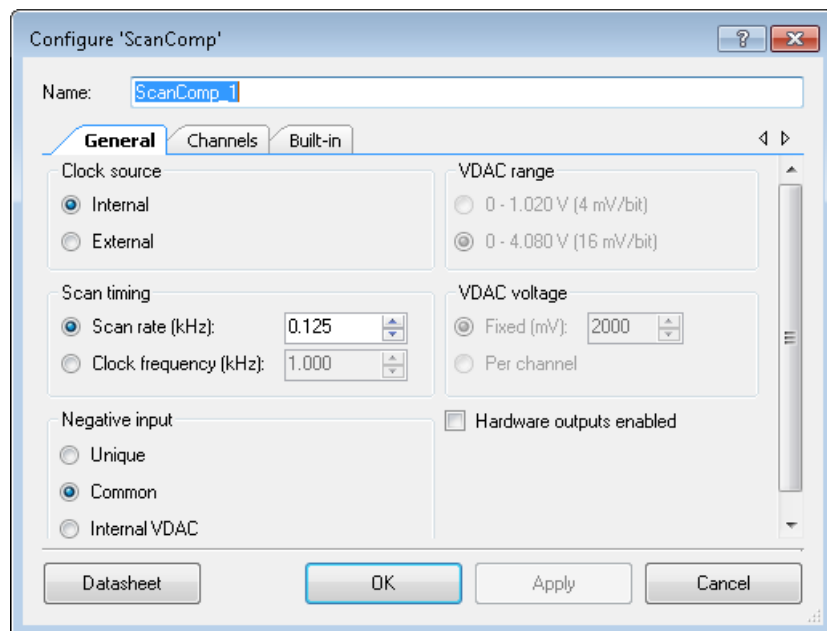 Configure 'ScanComp'
Name: ScanComp_1
General Channels Built-in
Clock source
Internal
External
VDAC range
0 - 1.020 V (4 mV/bit)
0 - 4.080 V (16 mV/bit)
Scan timing
Scan rate (kHz): 0.125
Clock frequency (kHz): 1.000
VDAC voltage
Fixed (mV): 2000
Per channel
Negative input
Unique
Common
Internal VDAC
Hardware outputs enabled
Datasheet OK Apply Cancel